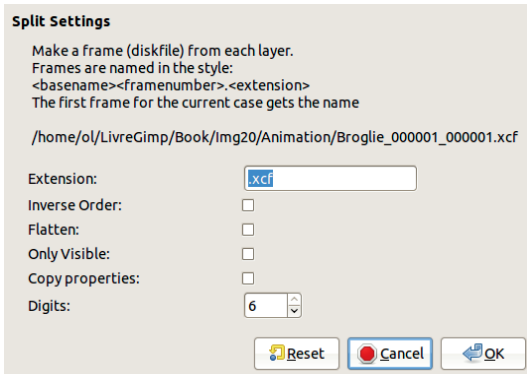 Split Settings
Make a frame (diskfile) from each layer.
Frames are named in the style:
<basename><framenumber>.<extension>
The first frame for the current case gets the name
/home/ol/LivreGimp/Book/Img20/Animation/Broglie_000001_000001.xcf
Extension: .xcf
Inverse Order:
Flatten:
Only Visible:
Copy properties:
Digits: 6
Reset Cancel OK